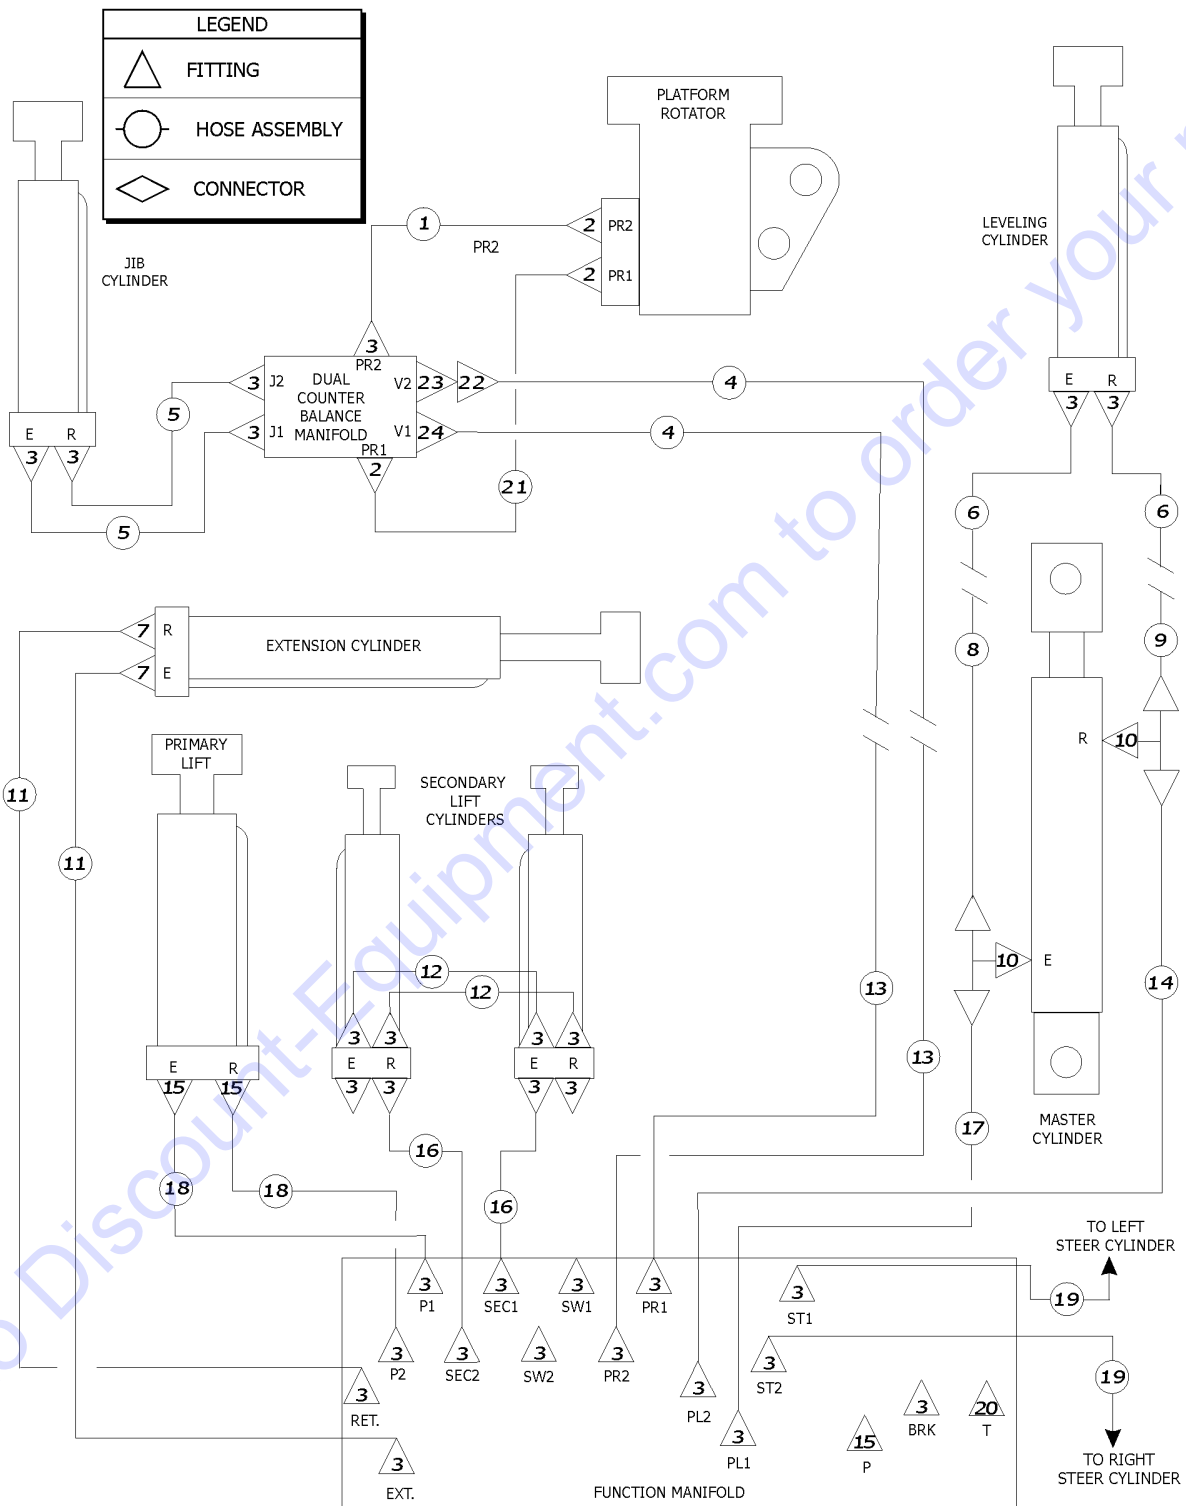 LEGEND
FITTING
HOSE ASSEMBLY
CONNECTOR
PLATFORM
ROTATOR
1
2 PR2
PR2
2 PR1
LEVELING
CYLINDER
JIB
CYLINDER
3
PR2
3 J2
DUAL
COUNTER
BALANCE
MANIFOLD
V2 23 22
4
3 J1
V1 24
4
PR1
2
5
5
21
E R
3 3
E R
3 3
6
6
8
9
7 R
7 E
EXTENSION CYLINDER
R 10
10 E
PRIMARY
LIFT
SECONDARY
LIFT
CYLINDERS
11
11
12
12
3 3
E R
3 3
3 3
E R
3 3
E R
15 15
13
13
14
17
MASTER
CYLINDER
16
16
18
18
TO LEFT
STEER CYLINDER
19
3
P1
3
SEC1
3
SW1
3
PR1
3
ST1
3
P2
3
SEC2
3
SW2
3
PR2
3
ST2
19
3
RET.
3
PL2
3
BRK
20
T
3
EXT.
3
PL1
15
P
TO RIGHT
STEER CYLINDER
FUNCTION MANIFOLD
o Discount-Equipment.com to order your